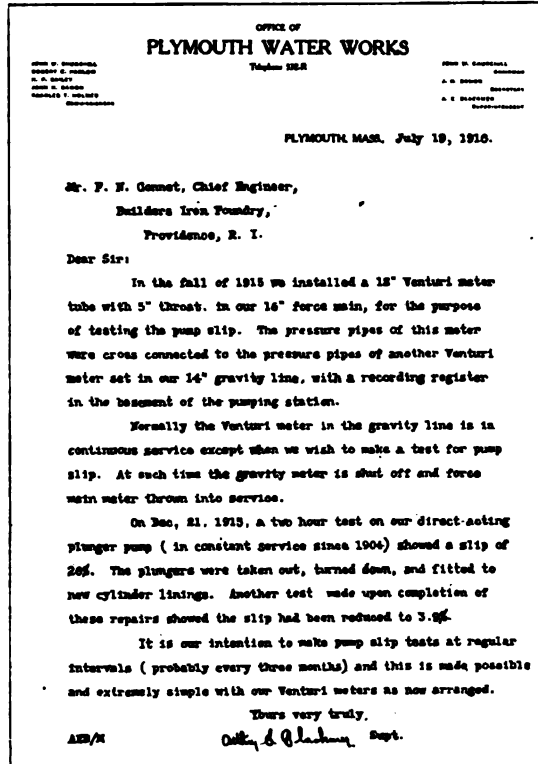 OFFICE OF
PLYMOUTH WATER WORKS
Telephone
JOHN W. CHURCHILL
CHARLES T. HOLMES
JOHN W. CHURCHILL
SECRETARY
SUPERINTENDENT
PLYMOUTH, MASS, July 19, 1916.
Mr. F. N. Connet, Chief Engineer,
Builders Iron Foundry,
Providence, R. I.
Dear Sir:
In the fall of 1915 we installed a 18" Venturi meter
tube with 5" throat, in our 16" force main, for the purpose
of testing the pump slip. The pressure pipes of this meter
were cross connected to the pressure pipes of another Venturi
meter set in our 14" gravity line, with a recording register
in the basement of the pumping station.
Normally the Venturi meter in the gravity line is in
continuous service except when we wish to make a test for pump
slip. At such time the gravity meter is shut off and force
main meter thrown into service.
On Dec, 21, 1915, a two hour test on our direct-acting
plunger pump ( in constant service since 1904) showed a slip of
The plungers were taken out, turned down, and fitted to
new cylinder linings. Another test made upon completion of
these repairs showed the slip had been reduced to
It is our intention to make pump slip tests at regular
intervals ( probably every three months) and this is made possible
and extremely simple with our Venturi meters as now arranged.
Yours very truly,
Supt.